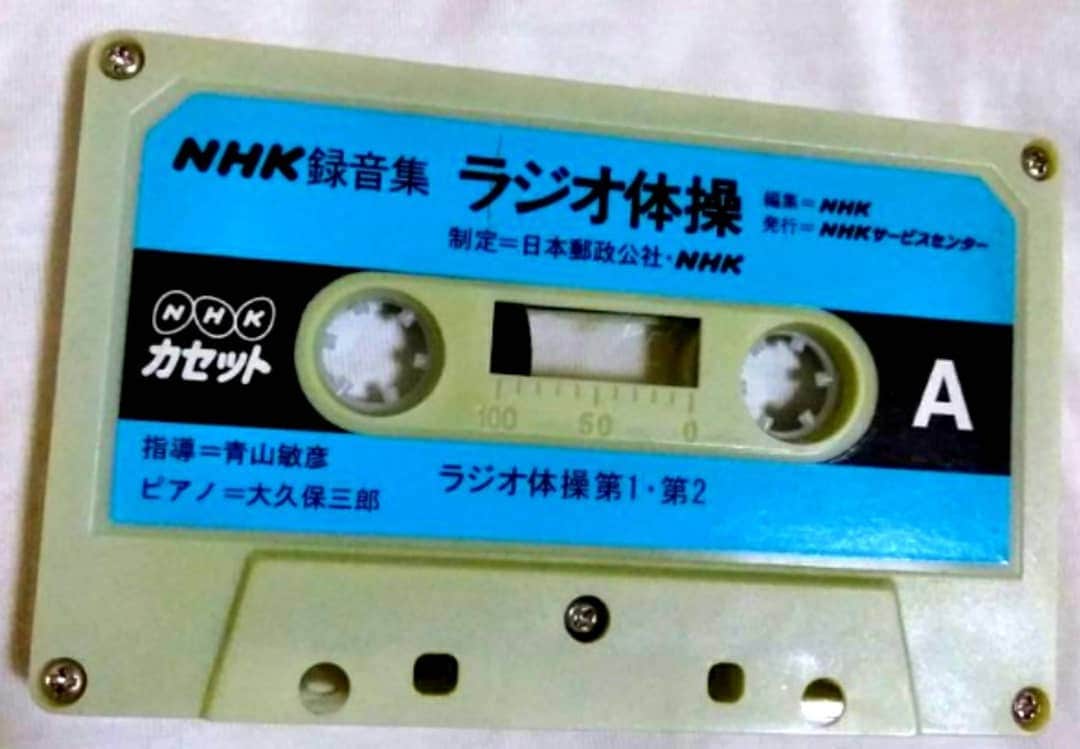 NHK録音集 ラジオ体操
編集=NHK
発行=NHKサービスセンター
制定=日本郵政公社・NHK
NHK
カセット
A
100 50 0
指導=青山敏彦
ピアノ=大久保三郎
ラジオ体操第1・第2